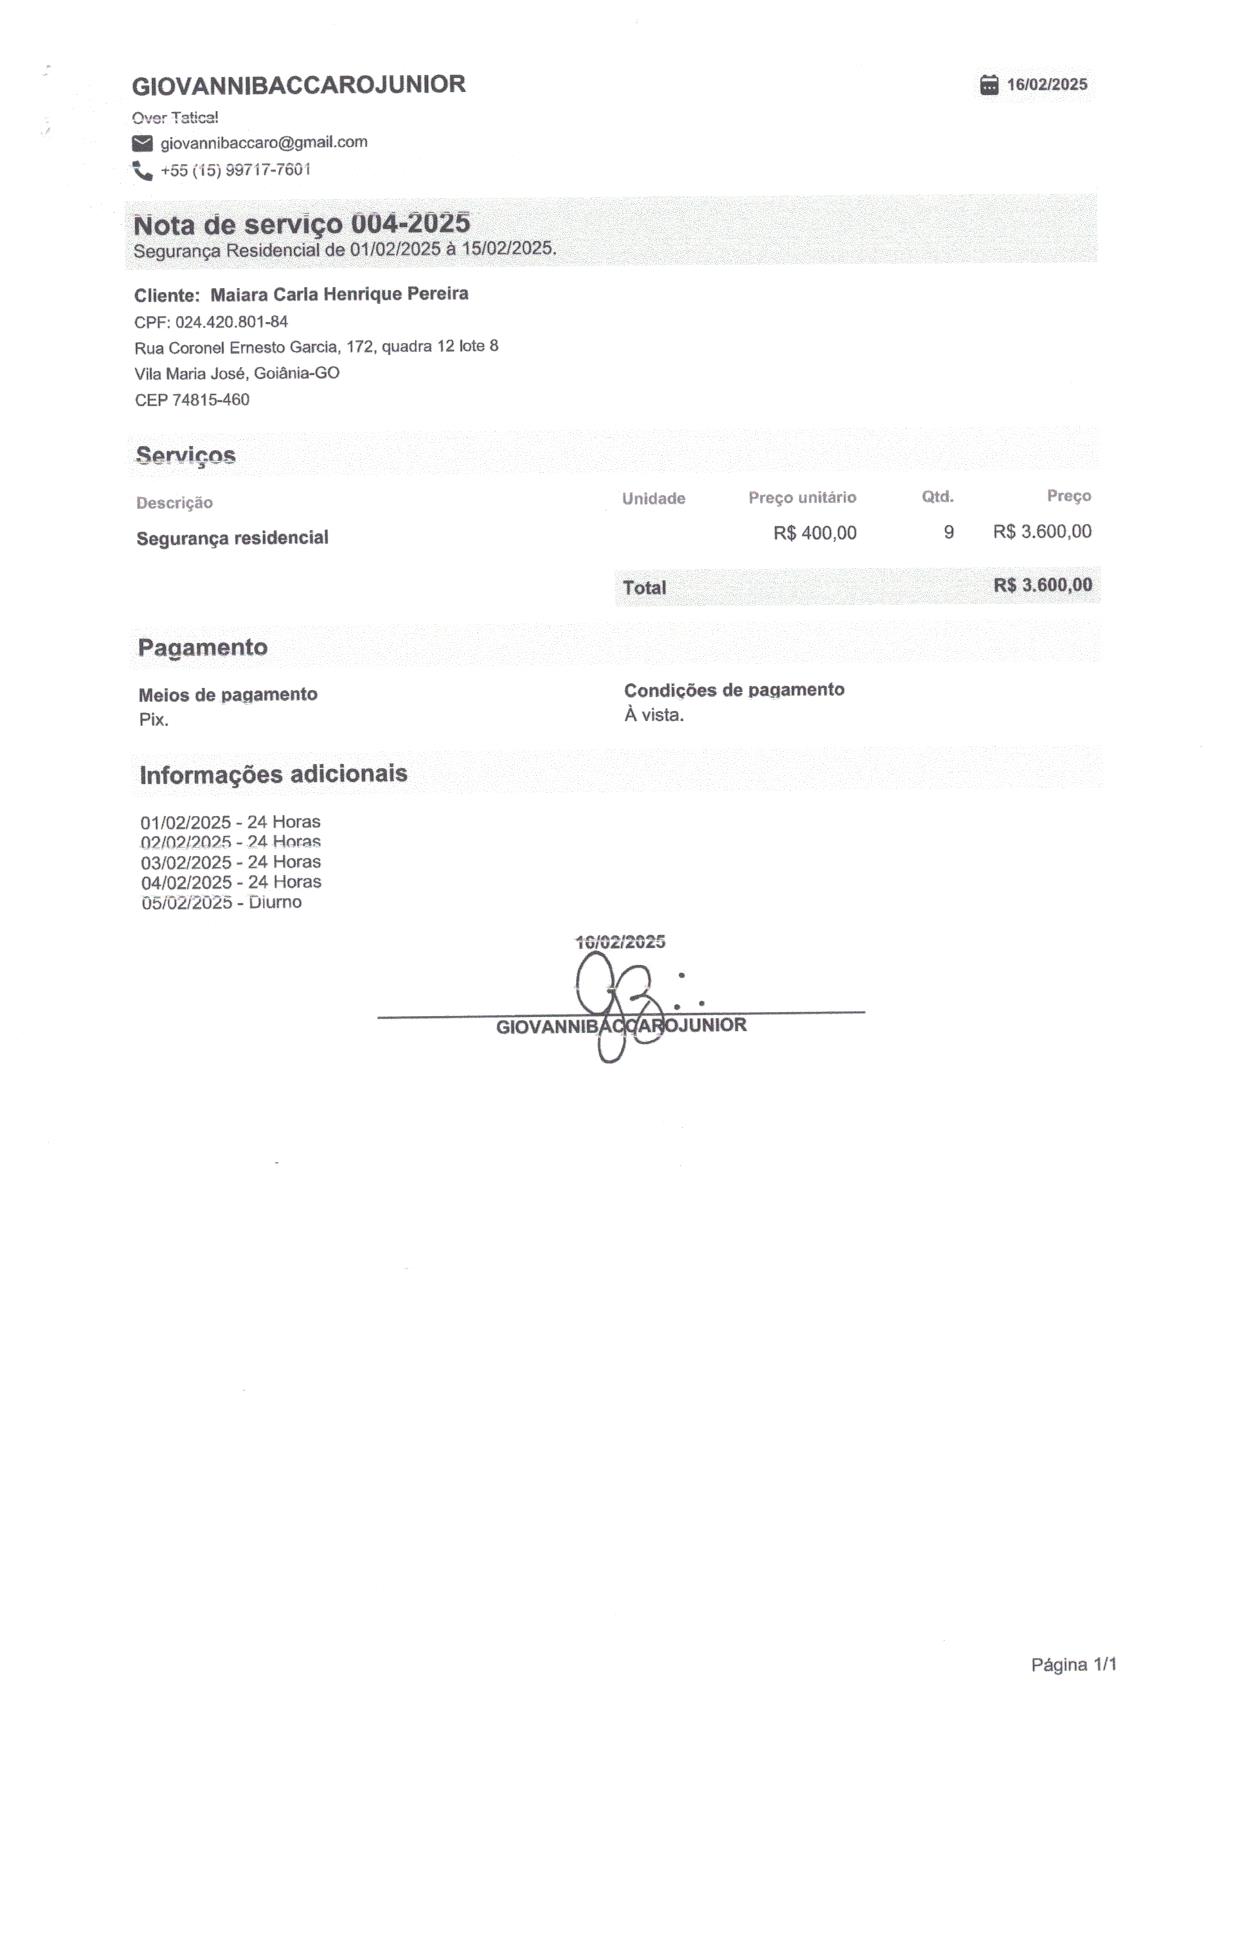 GIOVANNIBACCAROJUNIOR
16/02/2025
Over Tatical
giovannibaccaro@gmail.com
+55 (15) 99717-7601
Nota de serviço 004-2025
Segurança Residencial de 01/02/2025 à 15/02/2025.
Cliente: Maiara Carla Henrique Pereira
CPF: 024.420.801-84
Rua Coronel Ernesto Garcia, 172, quadra 12 lote 8
Vila Maria José, Goiânia-GO
CEP 74815-460
Serviços
Descrição Unidade Preço unitário Qtd. Preço
Segurança residencial R$ 400,00 9 R$ 3.600,00
Total R$ 3.600,00
Pagamento
Meios de pagamento Condições de pagamento
Pix. À vista.
Informações adicionais
01/02/2025 - 24 Horas
02/02/2025 - 24 Horas
03/02/2025 - 24 Horas
04/02/2025 - 24 Horas
05/02/2025 - Diurno
16/02/2025
GIOVANNIBACCAROJUNIOR
Página 1/1